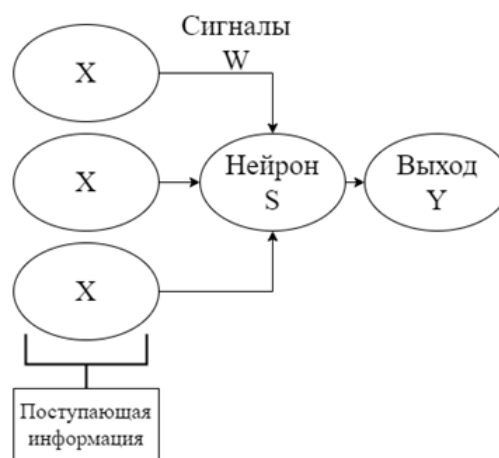 Сигналы
W
X
X
Нейрон
S
Выход
Y
X
Поступающая
информация